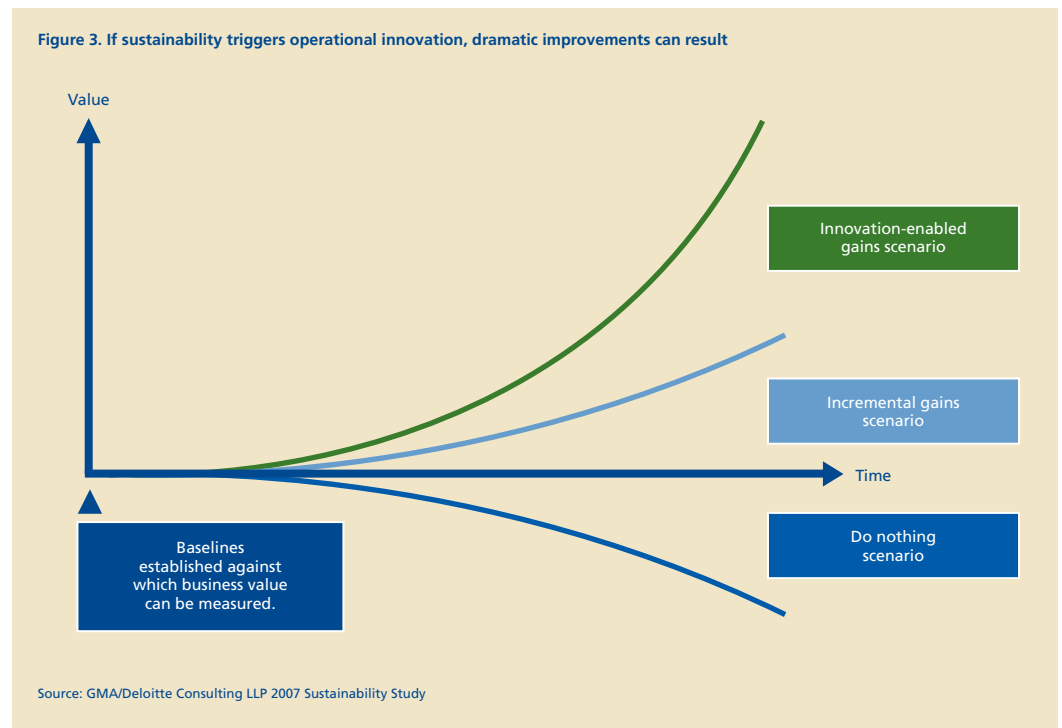 Figure 3. If sustainability triggers operational innovation, dramatic improvements can result
Value
Innovation-enabled
gains scenario
Incremental gains
scenario
Time
Do nothing
scenario
Baselines
established against
which business value
can be measured.
Source: GMA/Deloitte Consulting LLP 2007 Sustainability Study